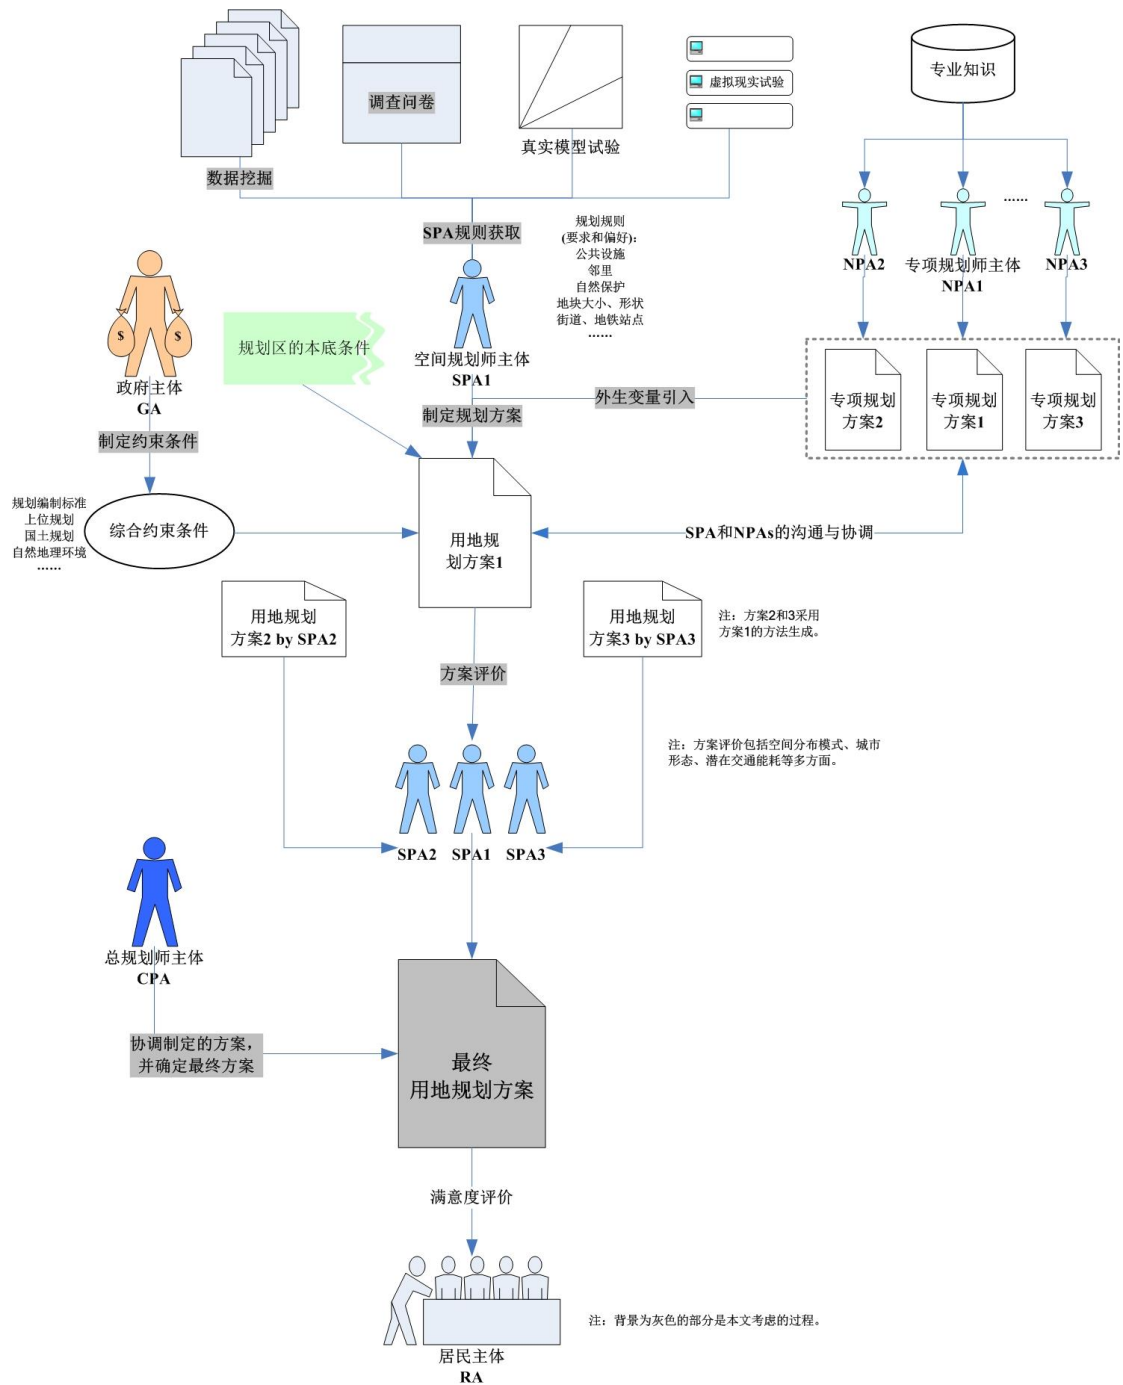 专业知识
调查问卷
虚拟现实试验
真实模型试验
数据挖掘
SPA规则获取
规划规则
(要求和偏好):
公共设施
邻里
自然保护
地块大小、形状
街道、地铁站点
......
......
NPA2
专项规划师主体
NPA1
NPA3
$
$
规划区的本底条件
空间规划师主体
SPA1
政府主体
GA
外生变量引入
专项规划
方案2
专项规划
方案1
专项规划
方案3
制定规划方案
制定约束条件
规划编制标准
上位规划
国土规划
自然地理环境
......
综合约束条件
用地规
划方案1
SPA和NPAs的沟通与协调
用地规划
方案2 by SPA2
用地规划
方案3 by SPA3
注：方案2和3采用
方案1的方法生成。
方案评价
注：方案评价包括空间分布模式、城市
形态、潜在交通能耗等多方面。
SPA2
SPA1
SPA3
总规划师主体
CPA
协调制定的方案，
并确定最终方案
最终
用地规划方案
满意度评价
注：背景为灰色的部分是本文考虑的过程。
居民主体
RA